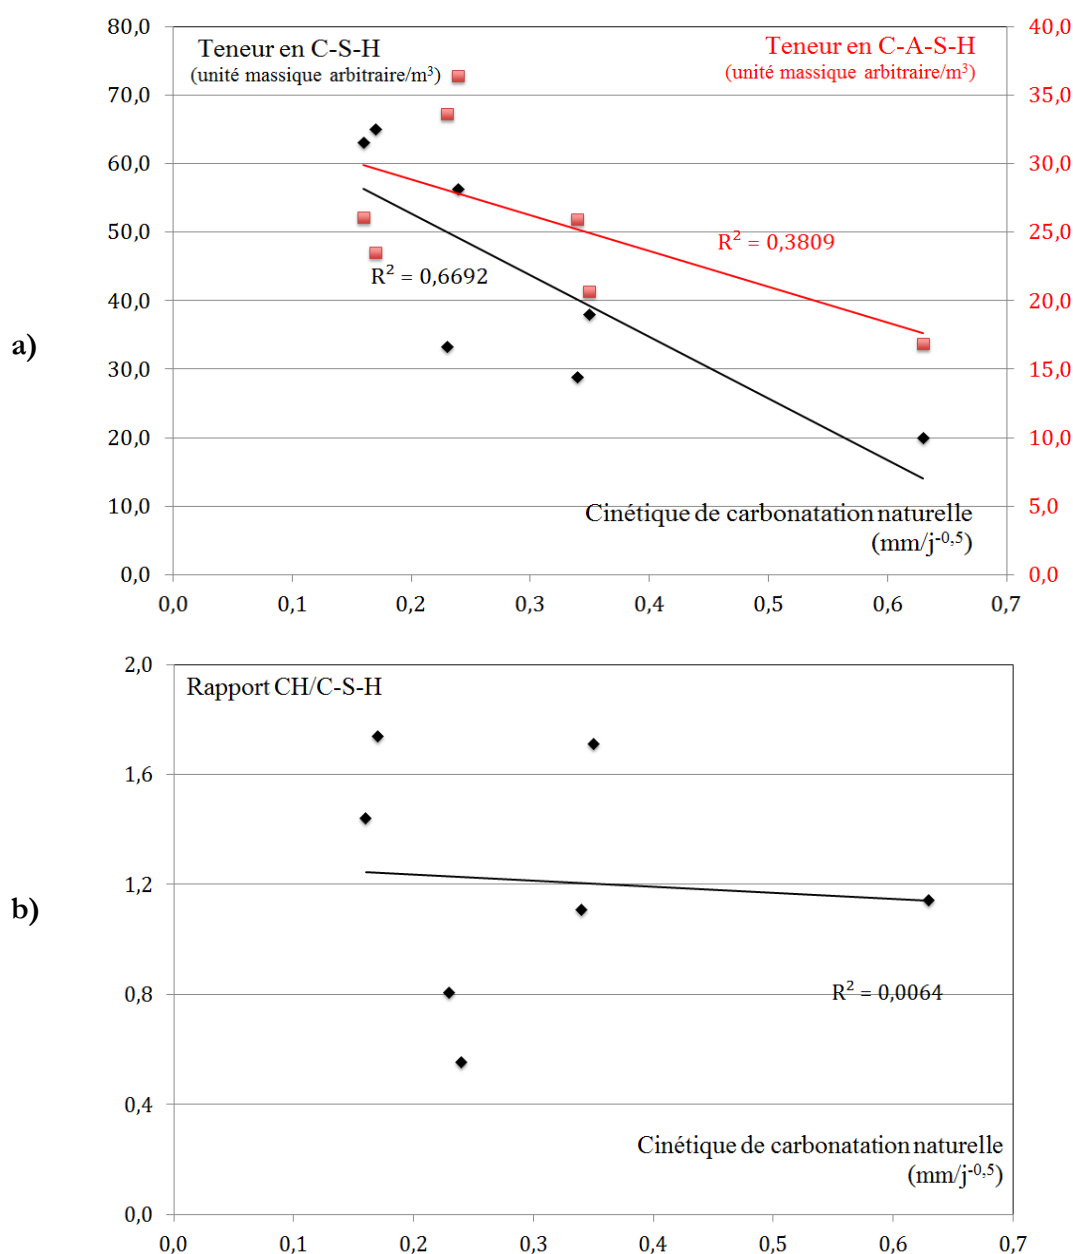 80,0
70,0
60,0
50,0
40,0
30,0
20,0
10,0
0,0
Teneur en C-S-H
(unité massique arbitraire/m³)
Teneur en C-A-S-H
(unité massique arbitraire/m³)
40,0
35,0
30,0
25,0
20,0
15,0
10,0
5,0
0,0
R² = 0,3809
R² = 0,6692
a)
Cinétique de carbonatation naturelle
(mm/j⁻⁰,⁵)
0,0 0,1 0,2 0,3 0,4 0,5 0,6 0,7
2,0
1,6
1,2
0,8
0,4
0,0
Rapport CH/C-S-H
b)
R² = 0,0064
Cinétique de carbonatation naturelle
(mm/j⁻⁰,⁵)
0,0 0,1 0,2 0,3 0,4 0,5 0,6 0,7